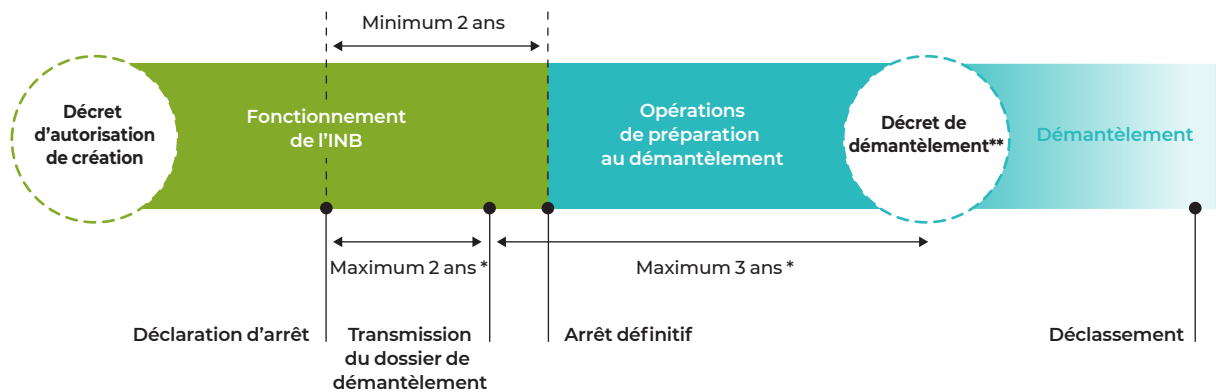 Minimum 2 ans
Décret
d'autorisation
de création
Fonctionnement
de l'INB
Opérations
de préparation
au démantèlement
Décret de
démantèlement**
Démantèlement
Maximum 2 ans *
Maximum 3 ans *
Déclaration d'arrêt
Transmission
du dossier de
démantèlement
Arrêt définitif
Déclassement